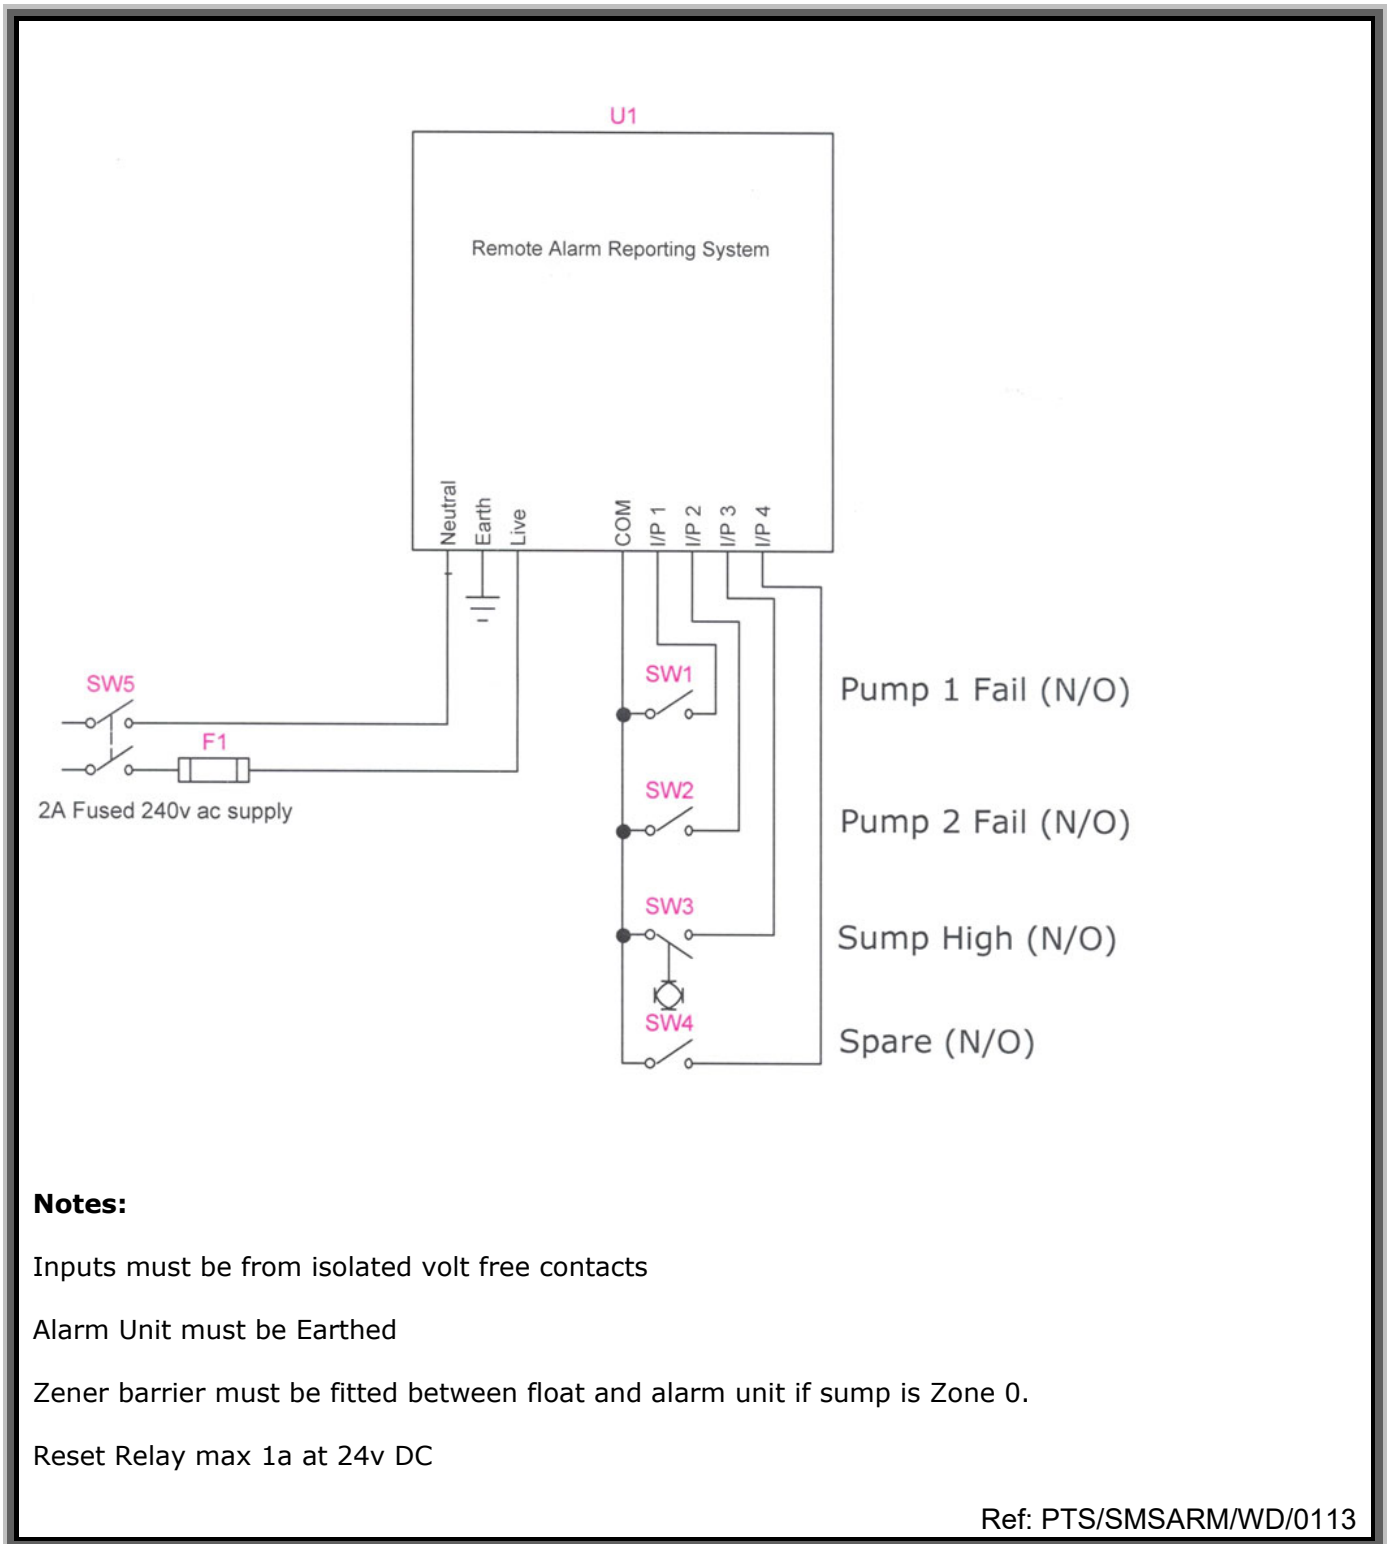 U1
Remote Alarm Reporting System
Neutral
Earth
Live
COM
I/P 1
I/P 2
I/P 3
I/P 4
SW5
F1
2A Fused 240v ac supply
SW1
Pump 1 Fail (N/O)
SW2
Pump 2 Fail (N/O)
SW3
Sump High (N/O)
SW4
Spare (N/O)
Notes:
Inputs must be from isolated volt free contacts
Alarm Unit must be Earthed
Zener barrier must be fitted between float and alarm unit if sump is Zone 0.
Reset Relay max 1a at 24v DC
Ref: PTS/SMSARM/WD/0113